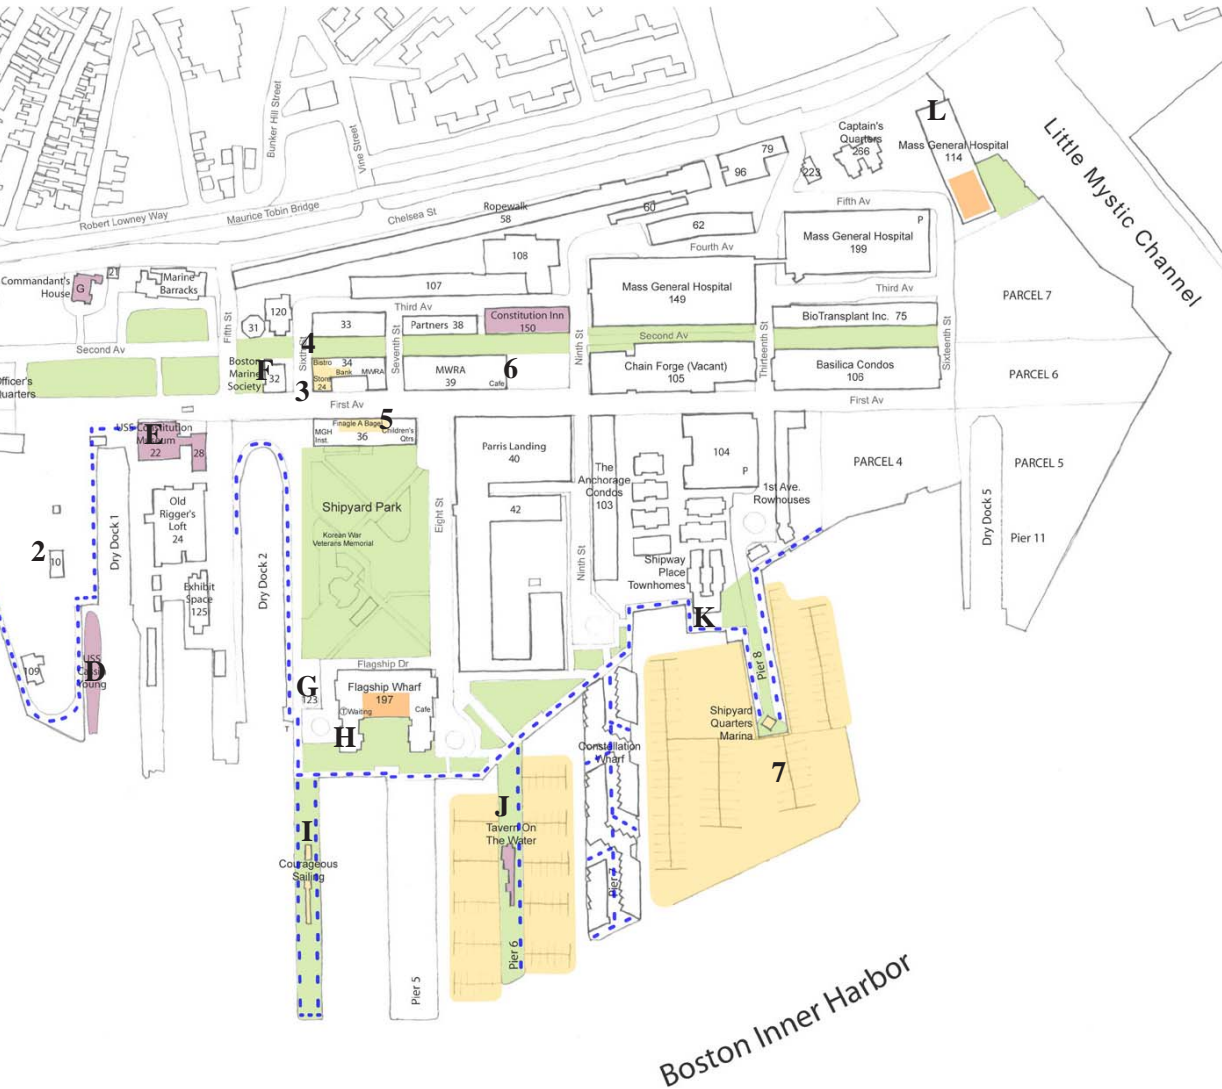 Bunker Hill Street
Vine Street
L
79
Captain's
Quarters
266
Mass General Hospital
114
Little Mystic Channel
96
223
Robert Lowney Way
Maurice Tobin Bridge
Chelsea St
Ropewalk
58
60
62
Fifth Av
P
Mass General Hospital
199
Fourth Av
108
Commandant's
House
G
21
Marine
Barracks
107
Mass General Hospital
149
Third Av
PARCEL 7
Third Av
120
31
33
Partners 38
Constitution Inn
150
BioTransplant Inc. 75
Fifth St
Sixth
Seventh St
Ninth St
Thirteenth St
Sixteenth St
Second Av
Second Av
4
Boston
Marine
Society
F
32
Bistro
34
Bank
MWRA
Store
24
3
MWRA
39
Cafe
6
Chain Forge (Vacant)
105
Basilica Condos
106
PARCEL 6
Officer's
Quarters
First Av
First Av
USS Constitution
Museum
22
E
28
MGH
Inst.
Finagle A Bagel
36
Children's
Qtrs
5
Parris Landing
40
104
P
PARCEL 4
PARCEL 5
The
Anchorage
Condos
103
1st Ave.
Rowhouses
Old
Rigger's
Loft
24
Shipyard Park
Korean War
Veterans Memorial
Eight St
42
Dry Dock 1
Dry Dock 2
Dry Dock 5
Pier 11
2
10
Ninth St
Shipway
Place
Townhomes
Exhibit
Space
125
K
109
USS
Cassin
Young
D
Flagship Dr
Pier 8
G
123
Flagship Wharf
197
Waiting
Cafe
H
T
Shipyard
Quarters
Marina
Constellation
Wharf
7
J
Tavern On
The Water
I
Courageous
Sailing
Pier 7
Pier 6
Pier 5
Boston Inner Harbor